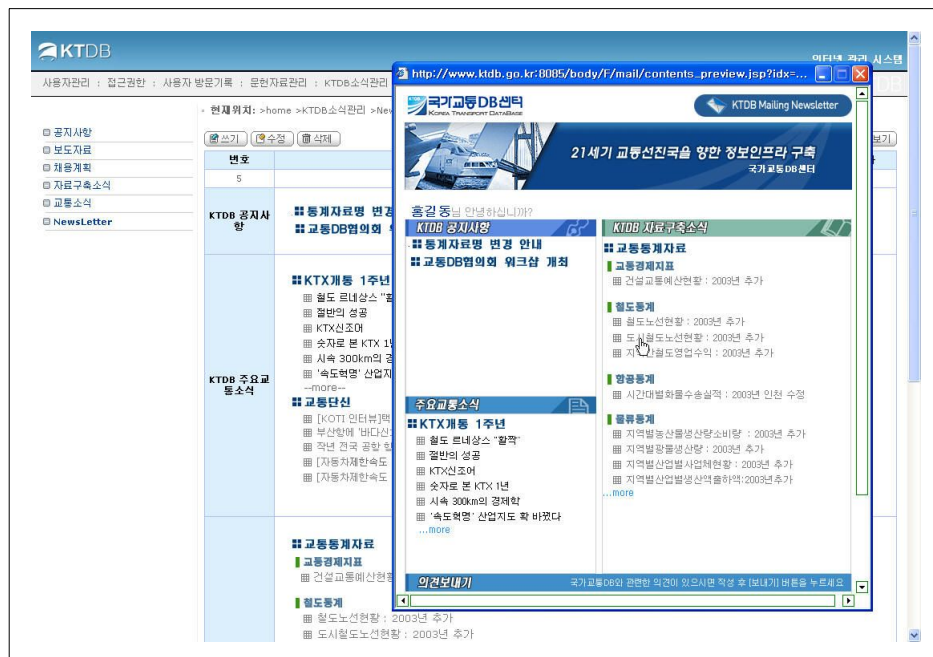 KTDB
인터넷 관리 시스템
사용자관리 : 접근권한 : 사용자 방문기록 : 문헌자료관리 : KTDB소식관리
현재위치: >home >KTDB소식관리 >New
공지사항
보도자료
채용계획
자료구축소식
교통소식
NewsLetter
쓰기 수정 삭제
보기
번호
5
KTDB 공지사항
통계자료명 변경
교통DB협의회
KTDB 주요교통소식
KTX개통 1주년
철도 르네상스 "활
절반의 성공
KTX신조어
숫자로 본 KTX 1
시속 300km의 경
'속도혁명' 산업지
--more--
교통단신
[KOTI 인터뷰]택
부산항에 '바다신
작년 전국 공항 항
[자동차제한속도
[자동차제한속도
교통통계자료
교통경제지표
건설교통예산현황
철도통계
철도노선현황 : 2003년 추가
도시철도노선현황 : 2003년 추가
http://www.ktdb.go.kr:8085/body/F/mail/contents_preview.jsp?idx=...
국가교통DB센터
KOREA TRANSPORT DATABASE
KTDB Mailing Newsletter
21세기 교통선진국을 향한 정보인프라 구축
국가교통DB센터
홍길동님 안녕하십니까?
KTDB 공지사항
통계자료명 변경 안내
교통DB협의회 워크샵 개최
주요교통소식
KTX개통 1주년
철도 르네상스 "활짝"
절반의 성공
KTX신조어
숫자로 본 KTX 1년
시속 300km의 경제학
'속도혁명' 산업지도 확 바꿨다
...more
KTDB 자료구축소식
교통통계자료
교통경제지표
건설교통예산현황 : 2003년 추가
철도통계
철도노선현황 : 2003년 추가
도시철도노선현황 : 2003년 추가
지역간철도영업수익 : 2003년 추가
항공통계
시간대별화물수송실적 : 2003년 인천 수정
물류통계
지역별농산물생산량소비량 : 2003년 추가
지역별광물생산량 : 2003년 추가
지역별산업별사업체현황 : 2003년 추가
지역별산업별생산액출하액:2003년추가
...more
의견보내기
국가교통DB와 관련한 의견이 있으시면 작성 후 [보내기] 버튼을 누르세요